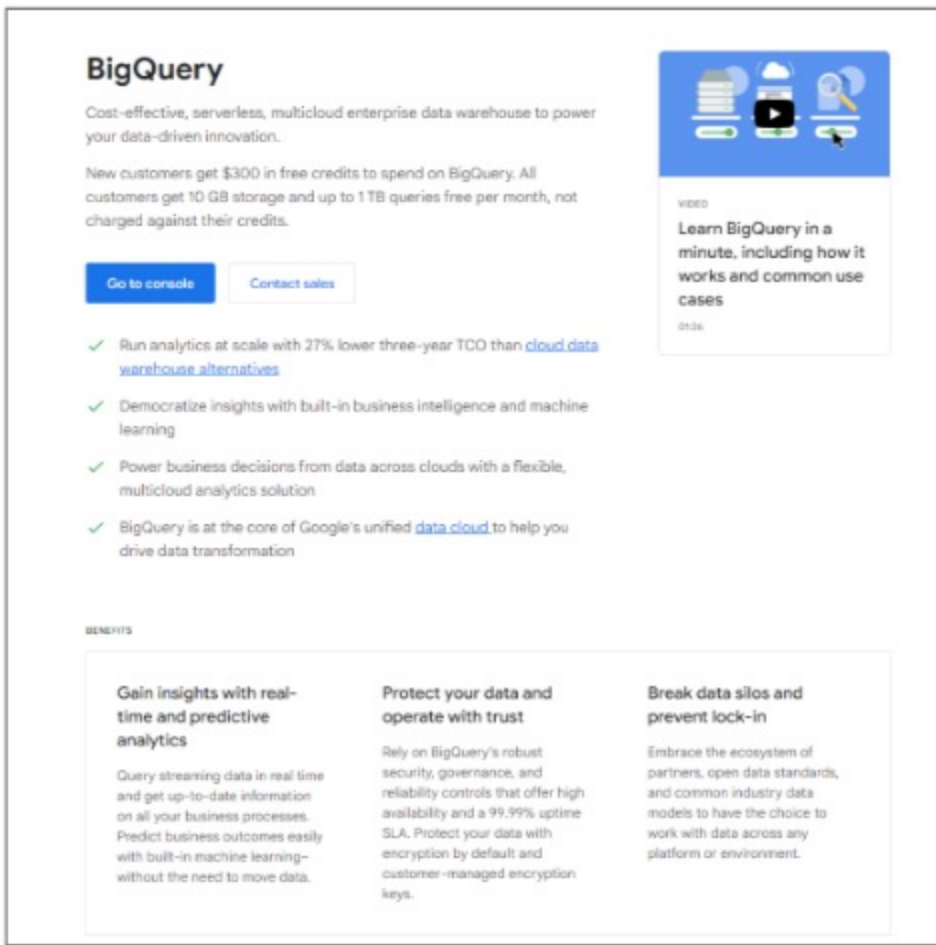 BigQuery
Cost-effective, serverless, multicloud enterprise data warehouse to power
your data-driven innovation.
New customers get $300 in free credits to spend on BigQuery. All
customers get 10 GB storage and up to 1 TB queries free per month, not
charged against their credits.
Go to console
Contact sales
Run analytics at scale with 27% lower three-year TCO than cloud data
warehouse alternatives
Democratize insights with built-in business intelligence and machine
learning
Power business decisions from data across clouds with a flexible,
multicloud analytics solution
BigQuery is at the core of Google's unified data cloud to help you
drive data transformation
VIDEO
Learn BigQuery in a
minute, including how it
works and common use
cases
01:26
BENEFITS
Gain insights with real-
time and predictive
analytics
Query streaming data in real time
and get up-to-date information
on all your business processes.
Predict business outcomes easily
with built-in machine learning–
without the need to move data.
Protect your data and
operate with trust
Rely on BigQuery's robust
security, governance, and
reliability controls that offer high
availability and a 99.99% uptime
SLA. Protect your data with
encryption by default and
customer-managed encryption
keys.
Break data silos and
prevent lock-in
Embrace the ecosystem of
partners, open data standards,
and common industry data
models to have the choice to
work with data across any
platform or environment.